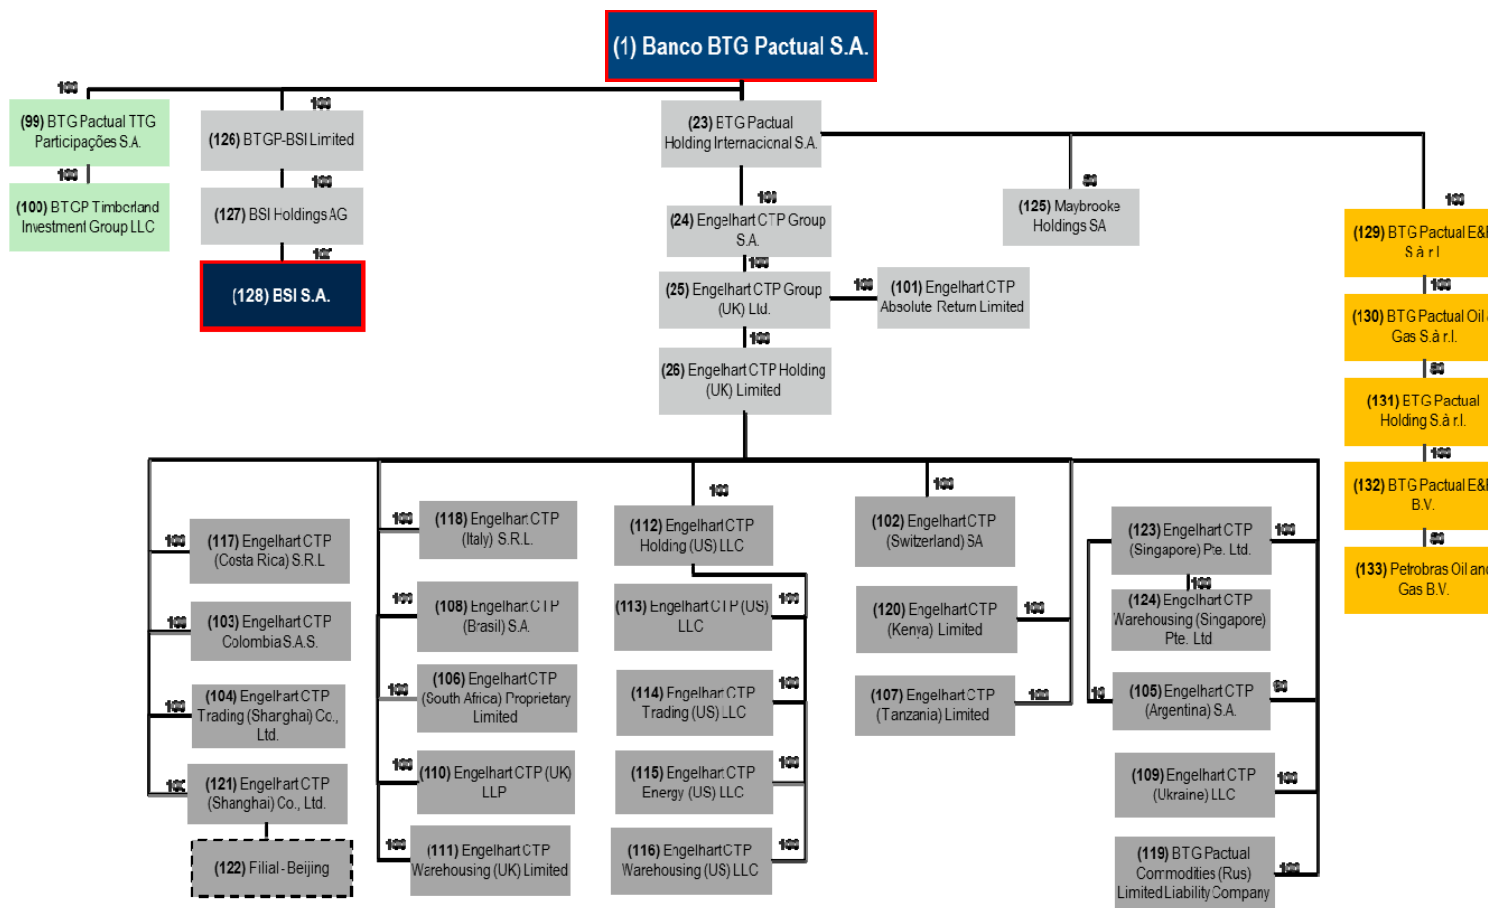 (1) Banco BTG Pactual S.A.
100
100
100
(99) BTG Pactual TTG
Participações S.A.
100
(100) BTGP Timberland
Investment Group LLC
(126) BTGP-BSI Limited
100
(127) BSI Holdings AG
(128) BSI S.A.
(23) ETG Pactual
Holding Internacional S.A.
100
(24) Engelhart CTP Group
S.A.
100
(25) Engelhart CTP Group
(UK) Ltd.
100
(101) Engelhart CTP
Absolute Return Limited
100
(26) Engelhart CTP Holding
(UK) Limited
(125) Maybrooke
Holdings SA
100
(129) BTG Pactual E&
S.à r.l
100
(130) BTG Pactual Oil
Gas S.à r.l.
(131) ETG Pactual
Holding S.à r.l.
100
(132) BTG Pactual E&
B.V.
(133) Petrobras Oil and
Gas B.V.
100
(117) Engelhart CTP
(Costa Rica) S.R.L
100
(103) Engelhart CTP
Colombia S.A.S.
100
(104) Engelhart CTP
Trading (Shanghai) Co.,
Ltd.
(121) Engelhart CTP
(Shanghai) Co., Ltd.
(122) Filial - Beijing
100
(118) Engelhart CTP
(Italy) S.R.L.
100
(108) Engelhart CTP
(Brasil) S.A.
100
(106) Engelhart CTP
(South Africa) Proprietary
Limited
100
(110) Engelhart CTP (UK)
LLP
100
(111) Engelhart CTP
Warehousing (UK) Limited
100
(112) Engelhart CTP
Holding (US) LLC
100
(113) Engelhart CTP (US)
LLC
100
(114) Engelhart CTP
Trading (US) LLC
100
(115) Engelhart CTP
Energy (US) LLC
100
(116) Engelhart CTP
Warehousing (US) LLC
100
(102) Engelhart CTP
(Switzerland) SA
100
(120) Engelhart CTP
(Kenya) Limited
100
(107) Engelhart CTP
(Tanzania) Limited
100
(123) Engelhart CTP
(Singapore) Pte. Ltd.
100
(124) Engelhart CTP
Warehousing (Singapore)
Pte. Ltd
10
(105) Engelhart CTP
(Argentina) S.A.
100
(109) Engelhart CTP
(Ukraine) LLC
100
(119) BTG Pactual
Commodities (Rus)
Limited Liability Company